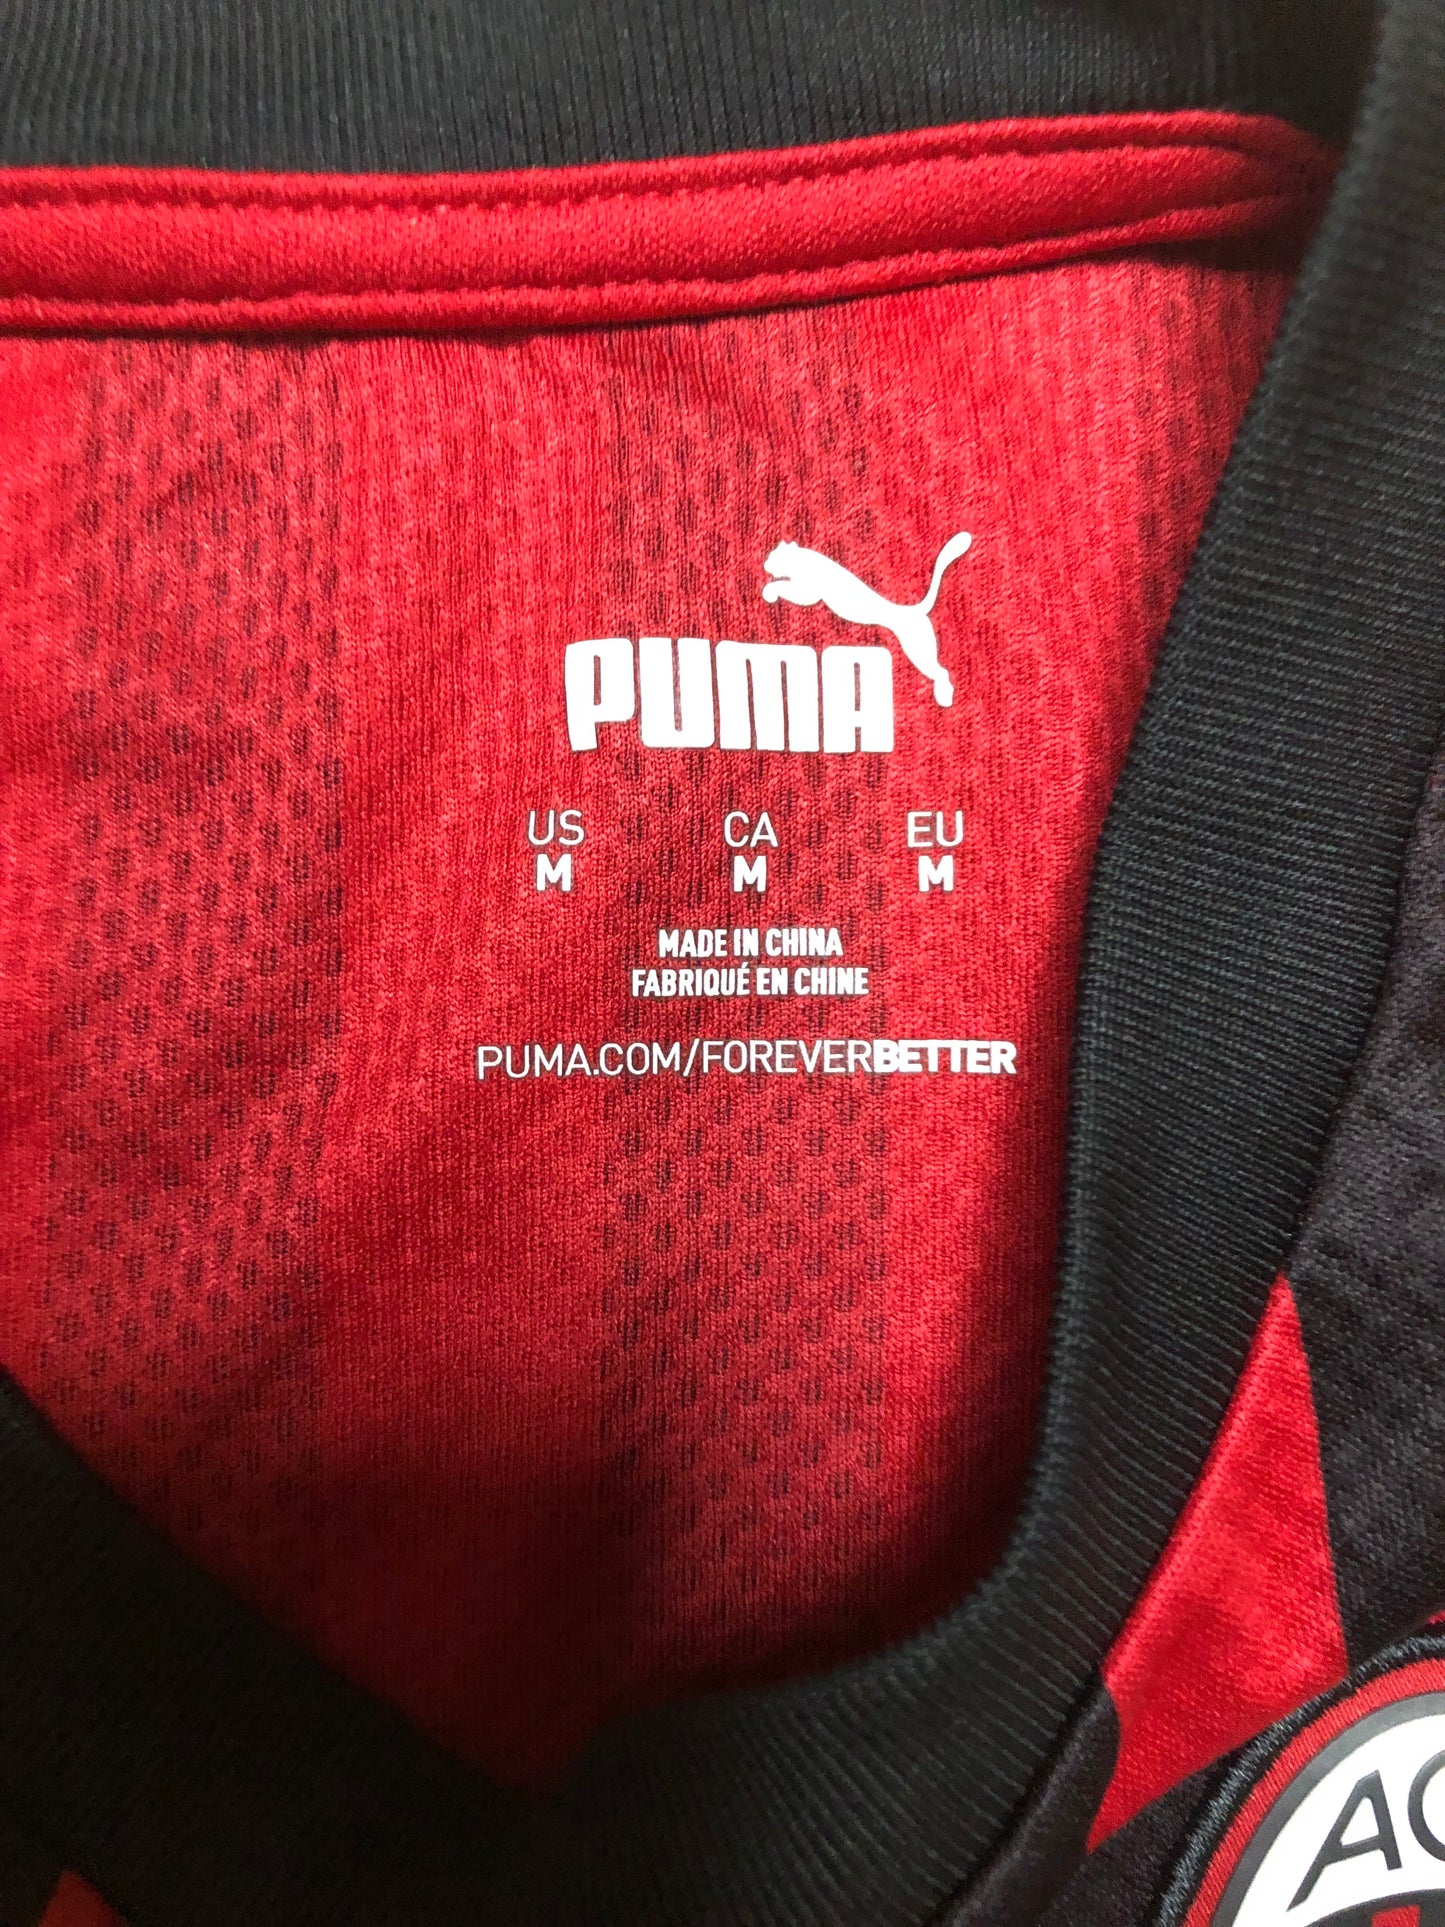 PUMA
US CA EU
M M M
MADE IN CHINA
FABRIQUÉ EN CHINE
PUMA.COM/FOREVERBETTER